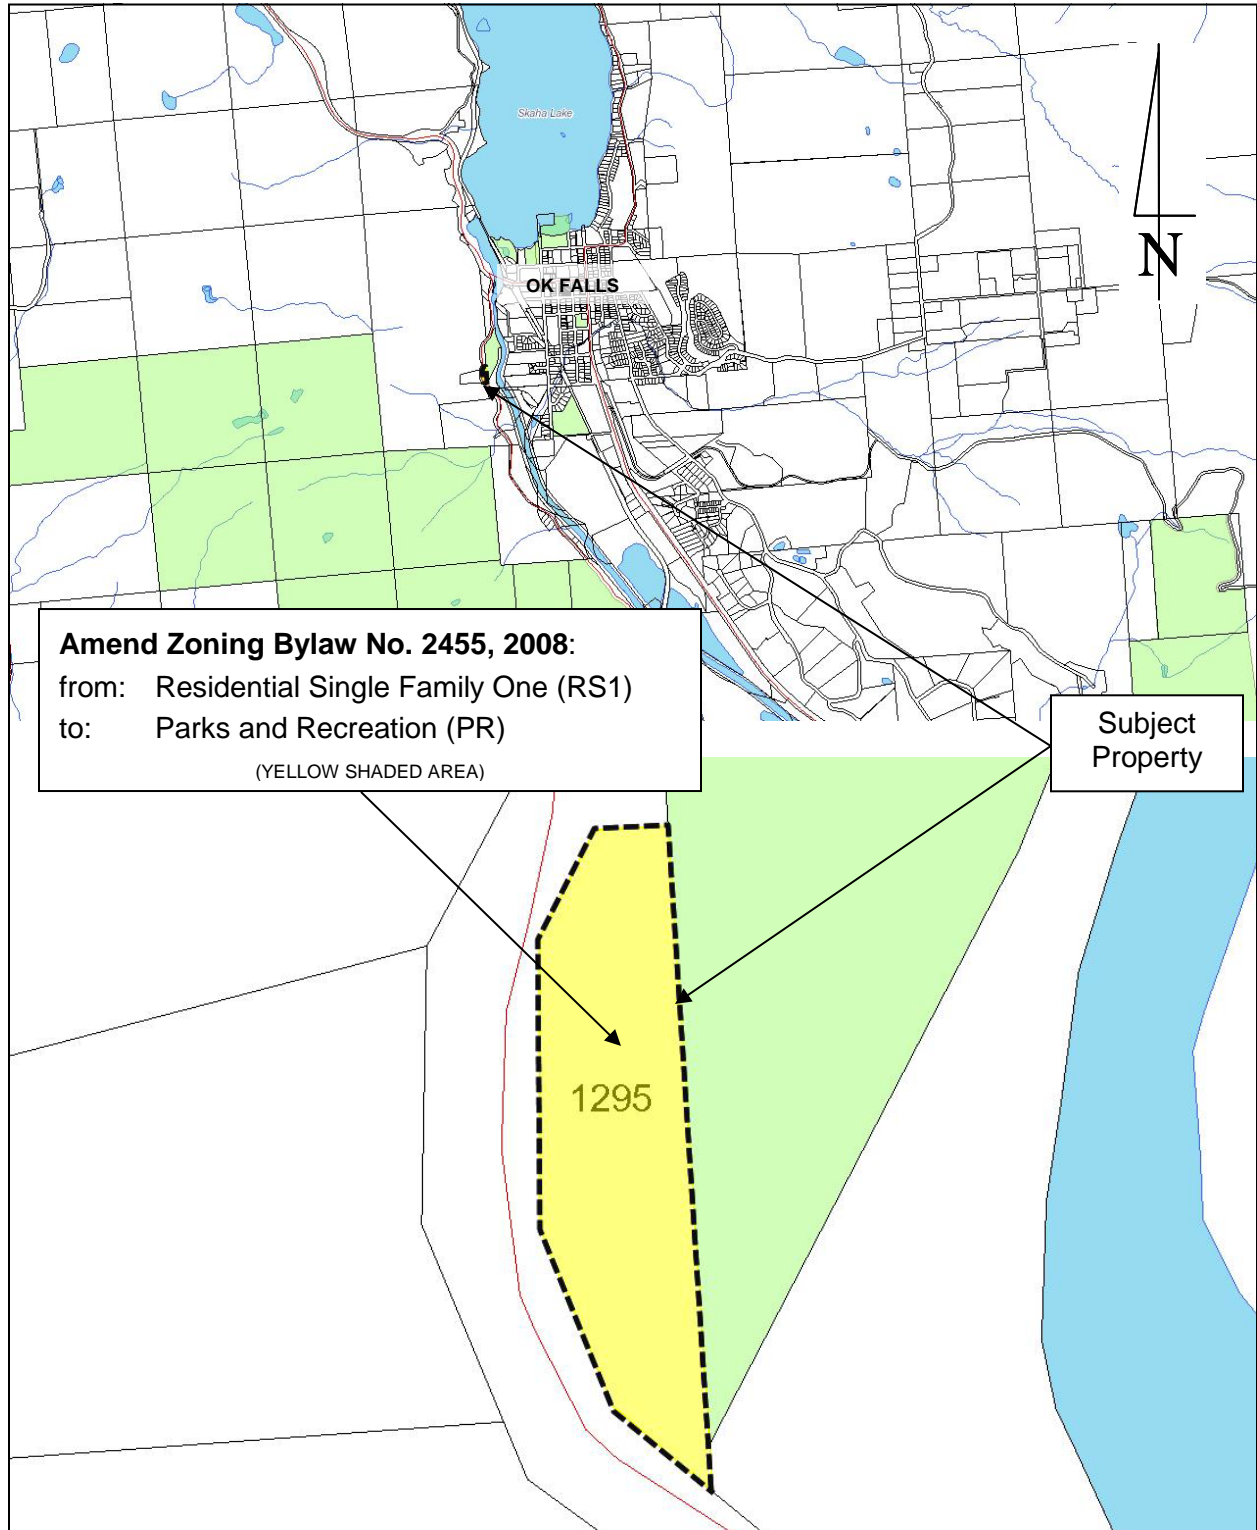 Skaha Lake
N
OK FALLS
Amend Zoning Bylaw No. 2455, 2008:
from: Residential Single Family One (RS1)
to: Parks and Recreation (PR)
(YELLOW SHADED AREA)
Subject
Property
1295